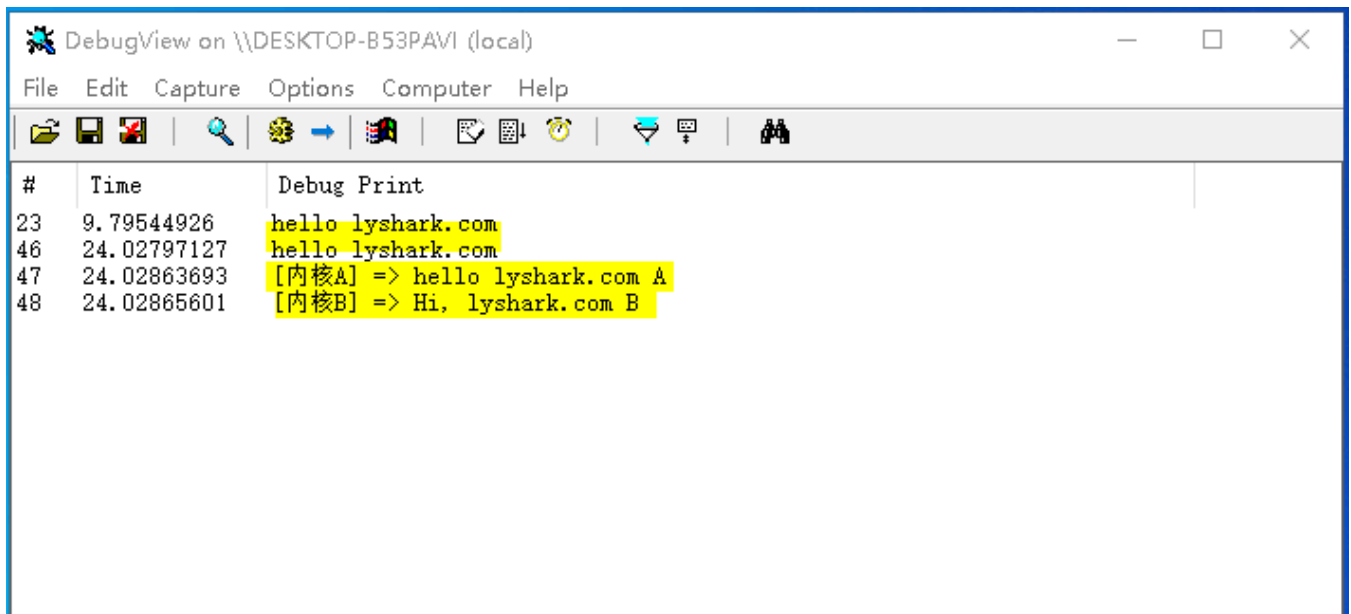 DebugView on \\DESKTOP-B53PAVI (local)
File Edit Capture Options Computer Help
# Time Debug Print
23 9.79544926 hello lyshark.com
46 24.02797127 hello lyshark.com
47 24.02863693 [内核A] => hello lyshark.com A
48 24.02865601 [内核B] => Hi, lyshark.com B